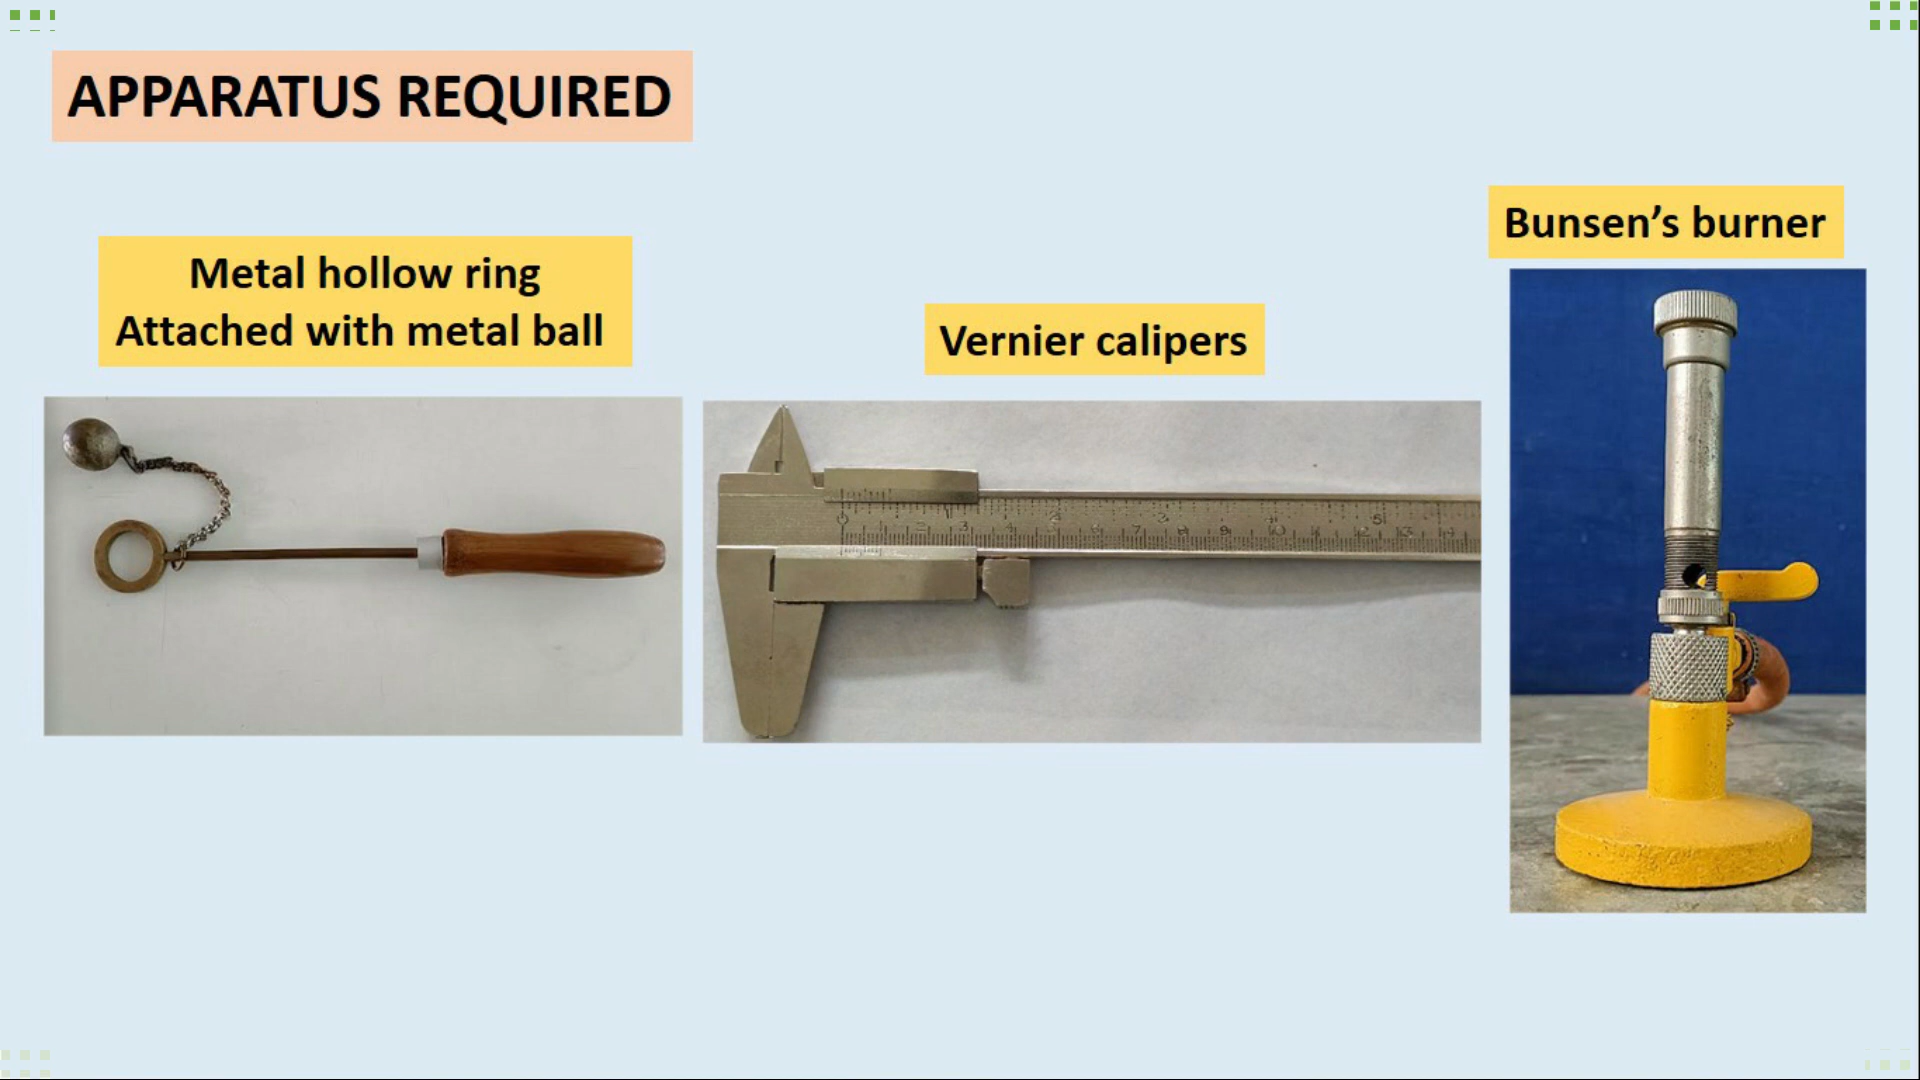 APPARATUS REQUIRED
Bunsen’s burner
Metal hollow ring
Attached with metal ball
Vernier calipers